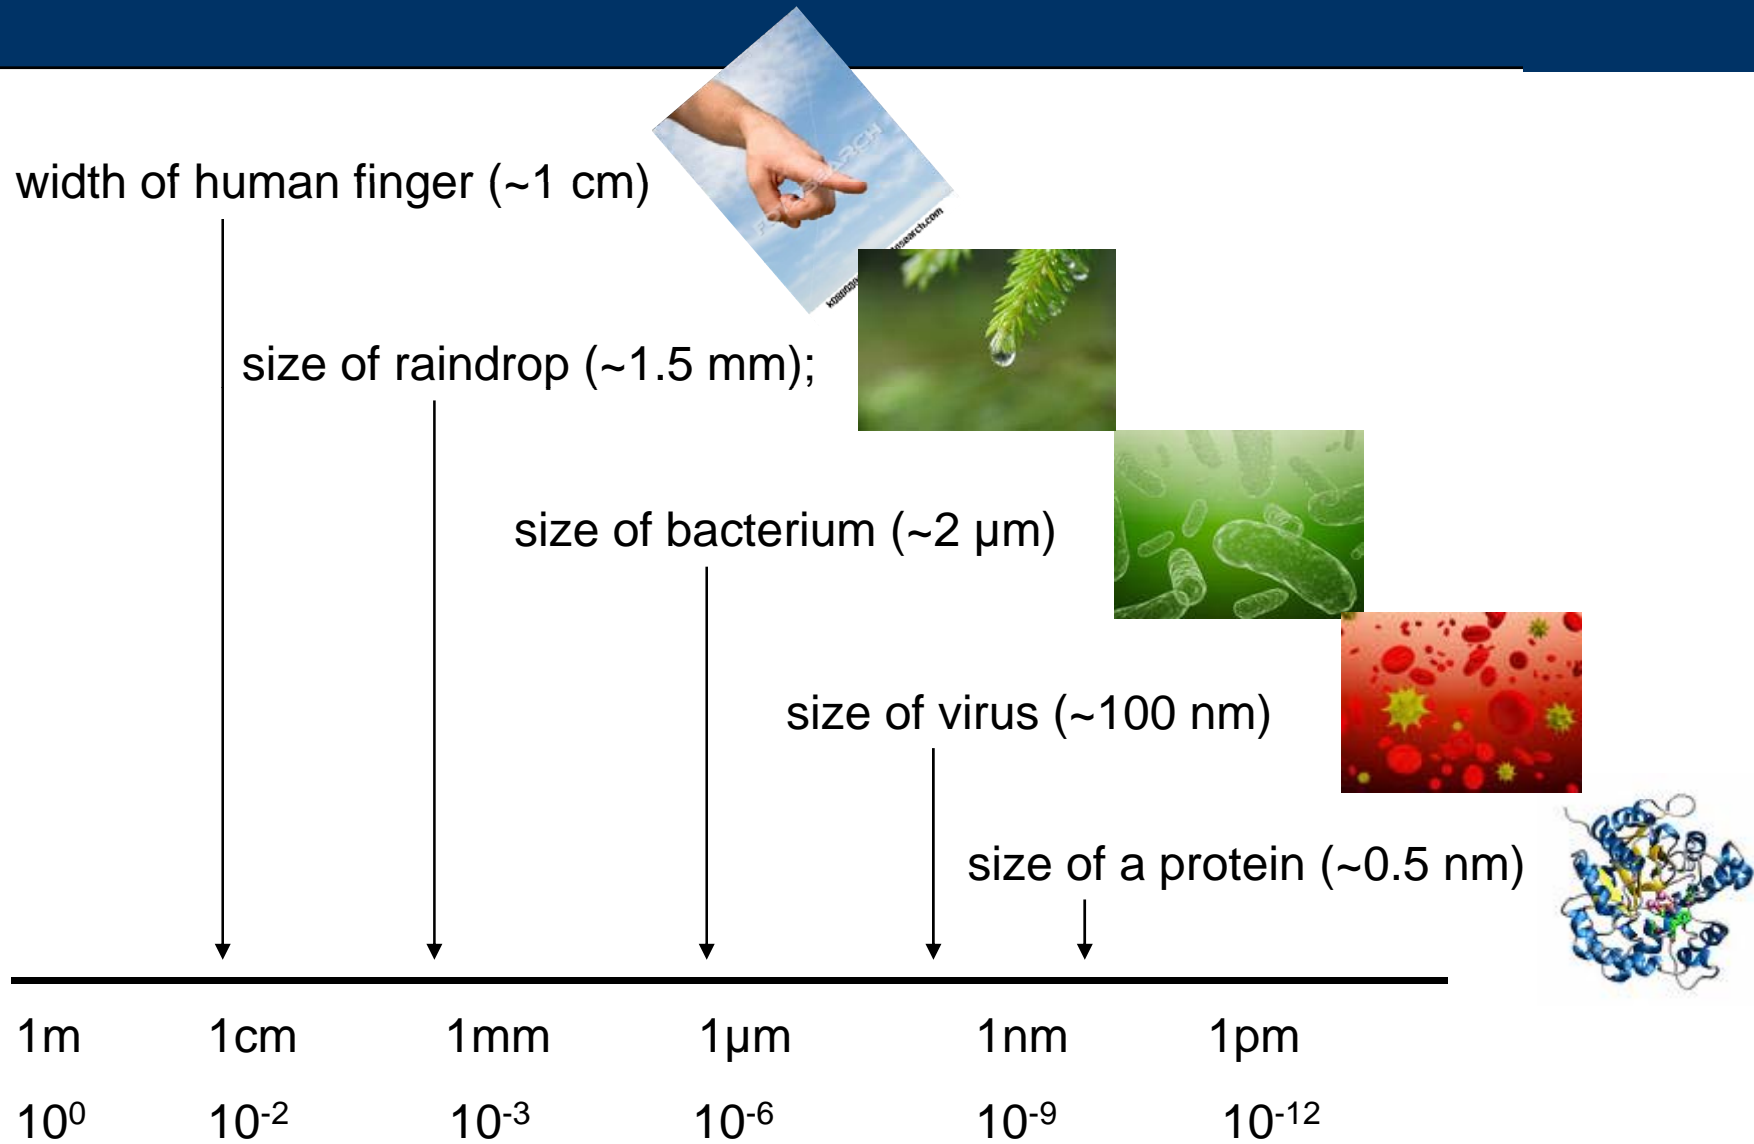 width of human finger (~1 cm)
size of raindrop (~1.5 mm);
size of bacterium (~2 µm)
size of virus (~100 nm)
size of a protein (~0.5 nm)
1m 1cm 1mm 1µm 1nm 1pm
10⁰ 10⁻² 10⁻³ 10⁻⁶ 10⁻⁹ 10⁻¹²